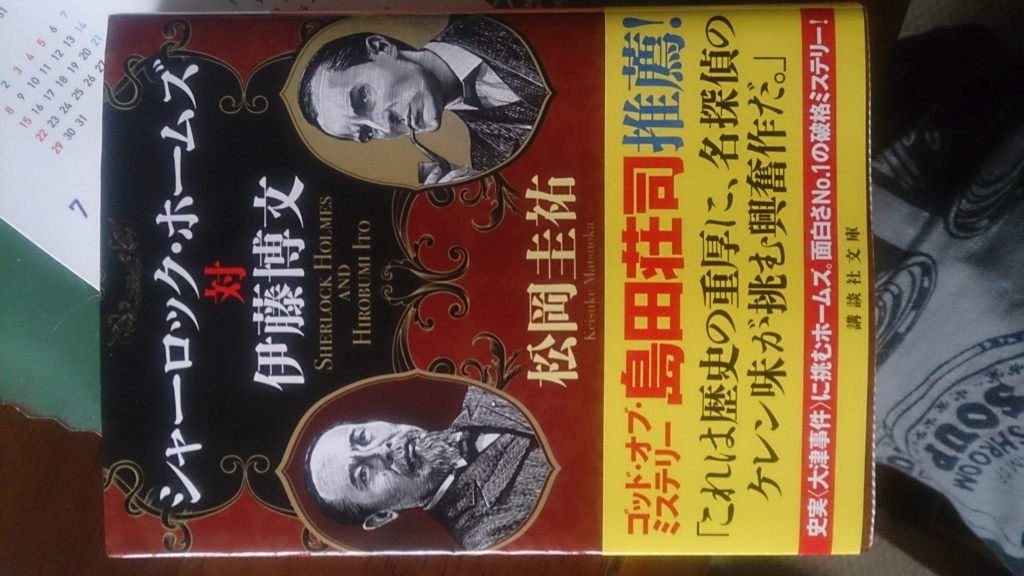 シャーロック・ホームズ
対
伊藤博文
SHERLOCK HOLMES
AND
HIROBUMI ITO
松岡圭祐
Keisuke Matsuoka
ゴッド・オブ・
ミステリー
島田荘司推薦!
「これは歴史の重厚に、名探偵の
ケレン味が挑む興奮作だ。」
史実〈大津事件〉に挑むホームズ。面白さNo.1の破格ミステリー!
講談社文庫
7
SOUP